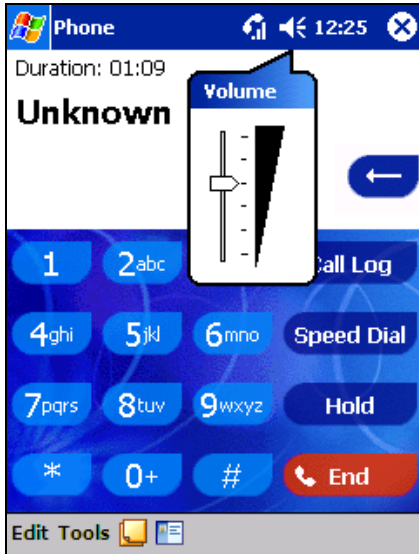 Phone 12:25
Duration: 01:09
Volume
Unknown
1 2abc all Log
4ghi 5jkl 6mno Speed Dial
7pqrs 8tuv 9wxyz Hold
* 0+ # End
Edit Tools